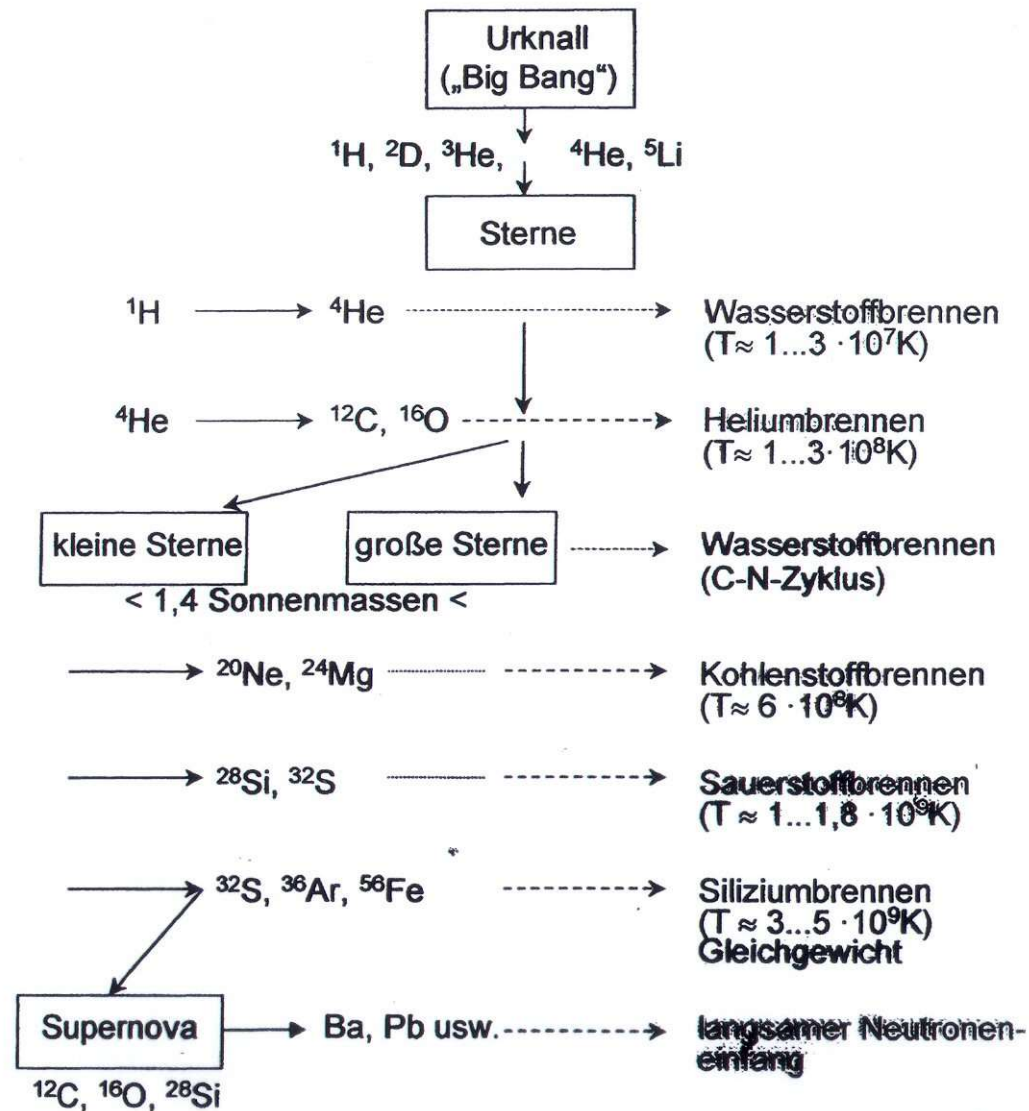 Urknall
(„Big Bang“)
¹H, ²D, ³He, ⁴He, ⁵Li
Sterne
¹H ⁴He Wasserstoffbrennen
(T≈ 1...3 ·10⁷K)
⁴He ¹²C, ¹⁶O Heliumbrennen
(T≈ 1...3·10⁸K)
kleine Sterne große Sterne Wasserstoffbrennen
(C-N-Zyklus)
< 1,4 Sonnenmassen <
²⁰Ne, ²⁴Mg Kohlenstoffbrennen
(T≈ 6 ·10⁸K)
²⁸Si, ³²S Sauerstoffbrennen
(T ≈ 1...1,8 ·10⁹K)
³²S, ³⁶Ar, ⁵⁶Fe Siliziumbrennen
(T ≈ 3...5 ·10⁹K)
Gleichgewicht
Supernova Ba, Pb usw. langsamer Neutronen-
einfang
¹²C, ¹⁶O, ²⁸Si